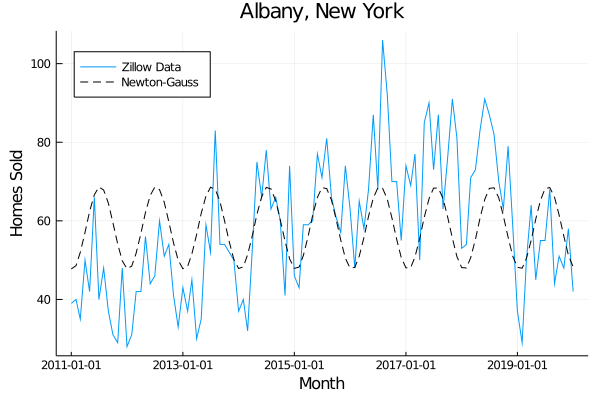 Albany, New York
Zillow Data
Newton-Gauss
Homes Sold
100
80
60
40
2011-01-01 2013-01-01 2015-01-01 2017-01-01 2019-01-01
Month